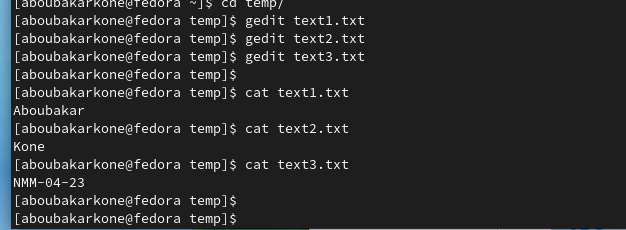 [aboubakarkone@fedora ~]$ cd temp/
[aboubakarkone@fedora temp]$ gedit text1.txt
[aboubakarkone@fedora temp]$ gedit text2.txt
[aboubakarkone@fedora temp]$ gedit text3.txt
[aboubakarkone@fedora temp]$
[aboubakarkone@fedora temp]$ cat text1.txt
Aboubakar
[aboubakarkone@fedora temp]$ cat text2.txt
Kone
[aboubakarkone@fedora temp]$ cat text3.txt
NMM-04-23
[aboubakarkone@fedora temp]$
[aboubakarkone@fedora temp]$